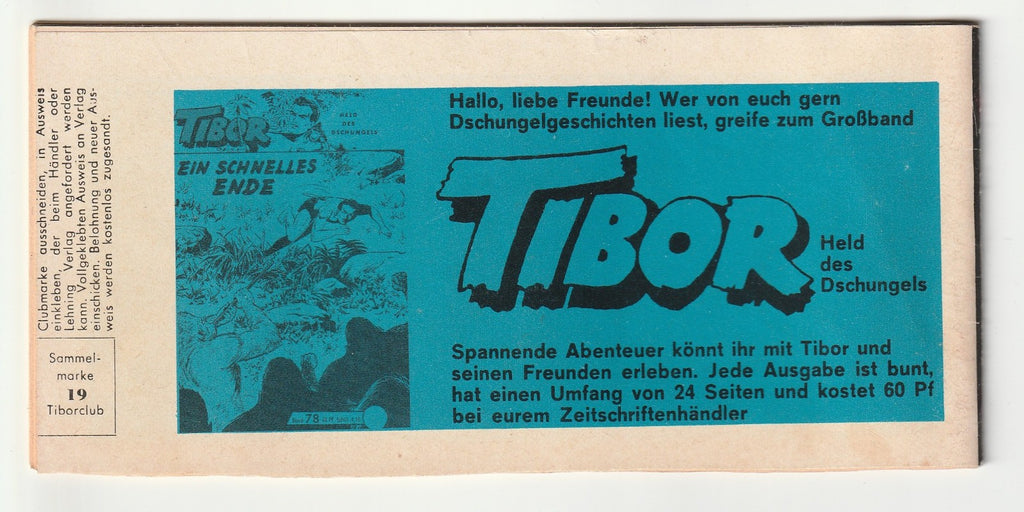 Clubmarke ausschneiden, in Ausweis
einkleben, der beim Händler oder
Lehning Verlag angefordert werden
kann. Vollgeklebten Ausweis an Verlag
einschicken. Belohnung und neuer Aus-
weis werden kostenlos zugesandt.
Sammel-
marke
19
Tiborclub
TIBOR
HELD
DES
DSCHUNGELS
EIN SCHNELLES
ENDE
78
Hallo, liebe Freunde! Wer von euch gern
Dschungelgeschichten liest, greife zum Großband
TIBOR
Held
des
Dschungels
Spannende Abenteuer könnt ihr mit Tibor und
seinen Freunden erleben. Jede Ausgabe ist bunt,
hat einen Umfang von 24 Seiten und kostet 60 Pf
bei eurem Zeitschriftenhändler